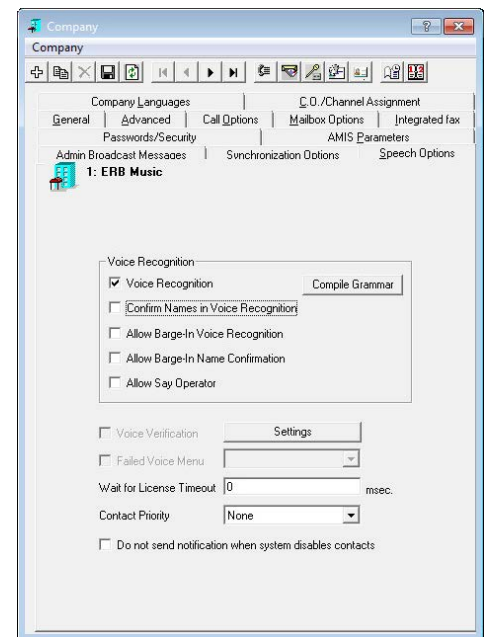 Company
Company
Company Languages C.O./Channel Assignment
General Advanced Call Options Mailbox Options Integrated fax
Passwords/Security AMIS Parameters
Admin Broadcast Messages Synchronization Options Speech Options
1: ERB Music
Voice Recognition
Voice Recognition Compile Grammar
Confirm Names in Voice Recognition
Allow Barge-In Voice Recognition
Allow Barge-In Name Confirmation
Allow Say Operator
Voice Verification Settings
Failed Voice Menu
Wait for License Timeout 0 msec.
Contact Priority None
Do not send notification when system disables contacts